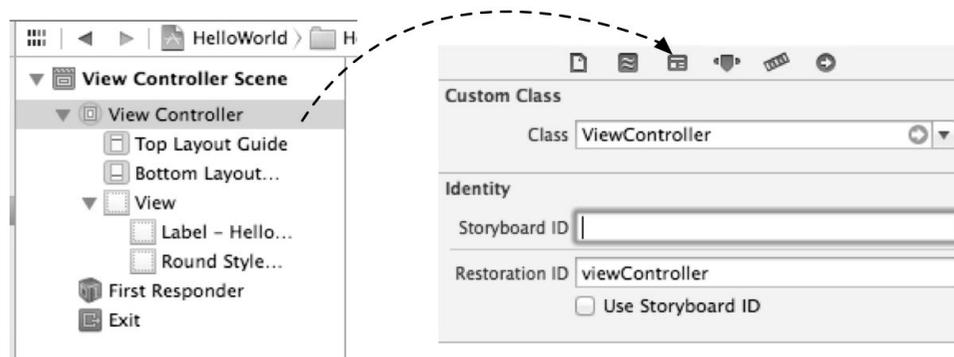 HelloWorld
View Controller Scene
View Controller
Top Layout Guide
Bottom Layout...
View
Label – Hello...
Round Style...
First Responder
Exit
Custom Class
Class ViewController
Identity
Storyboard ID
Restoration ID viewController
Use Storyboard ID